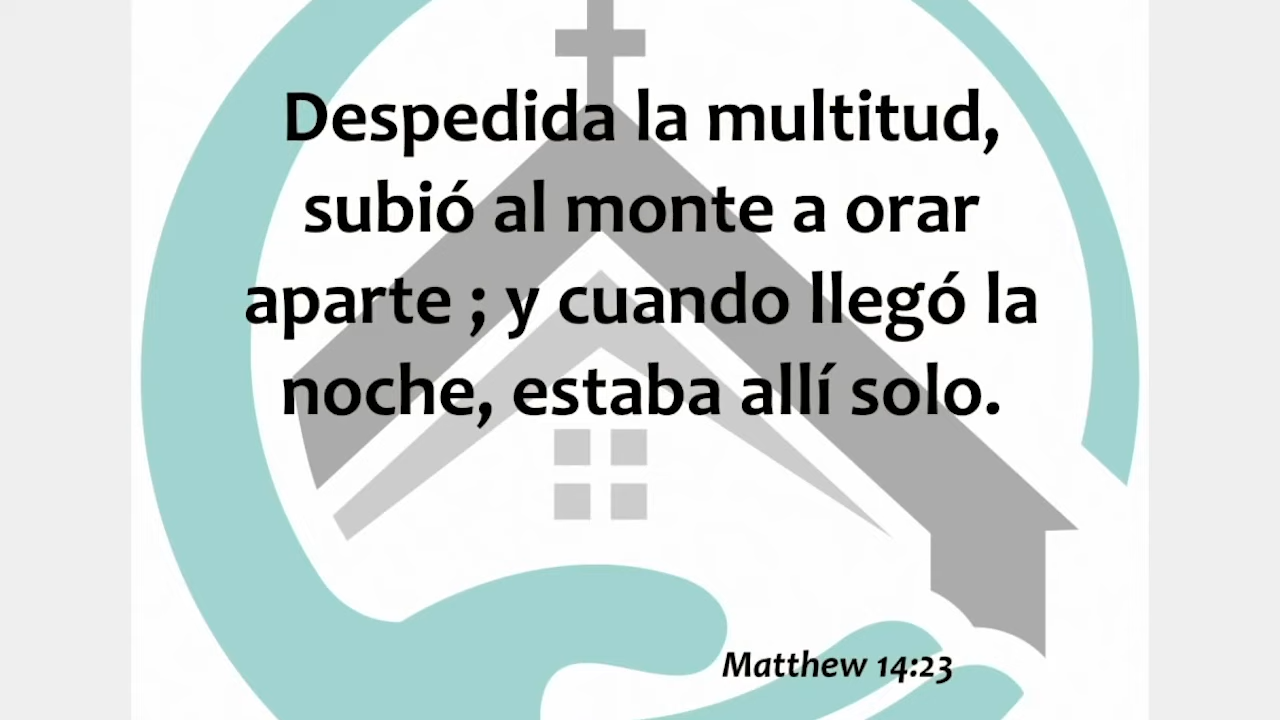 Despedida la multitud,
subió al monte a orar
aparte ; y cuando llegó la
noche, estaba allí solo.
Matthew 14:23